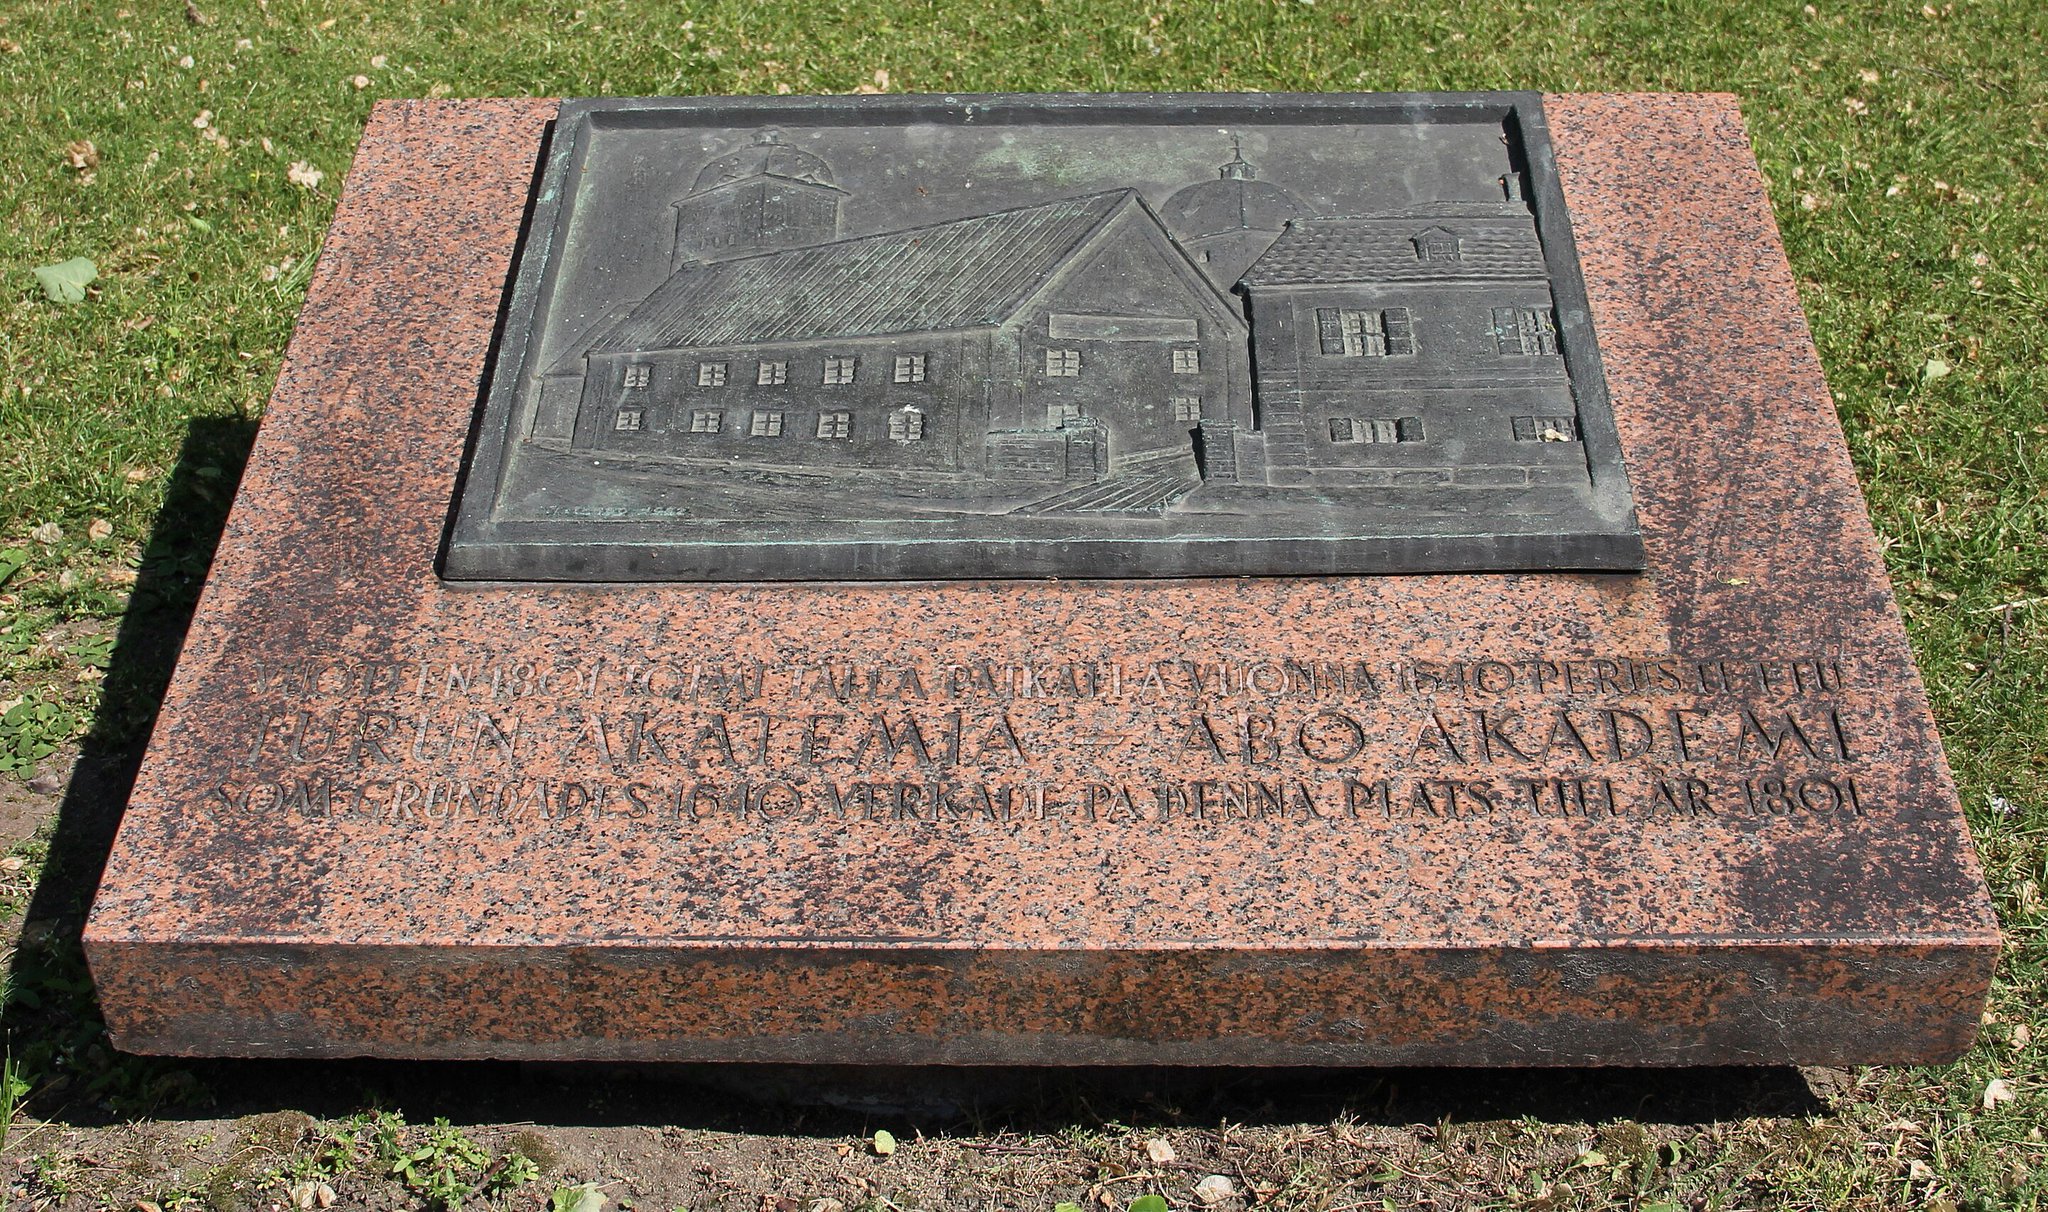 VUOTEEN 1801 TOIMI TÄLLÄ PAIKALLA VUONNA 1640 PERUSTETTU
TURUN AKATEMIA – ÅBO AKADEMI
SOM GRUNDADES 1640 VERKADE PÅ DENNA PLATS TILL ÅR 1801